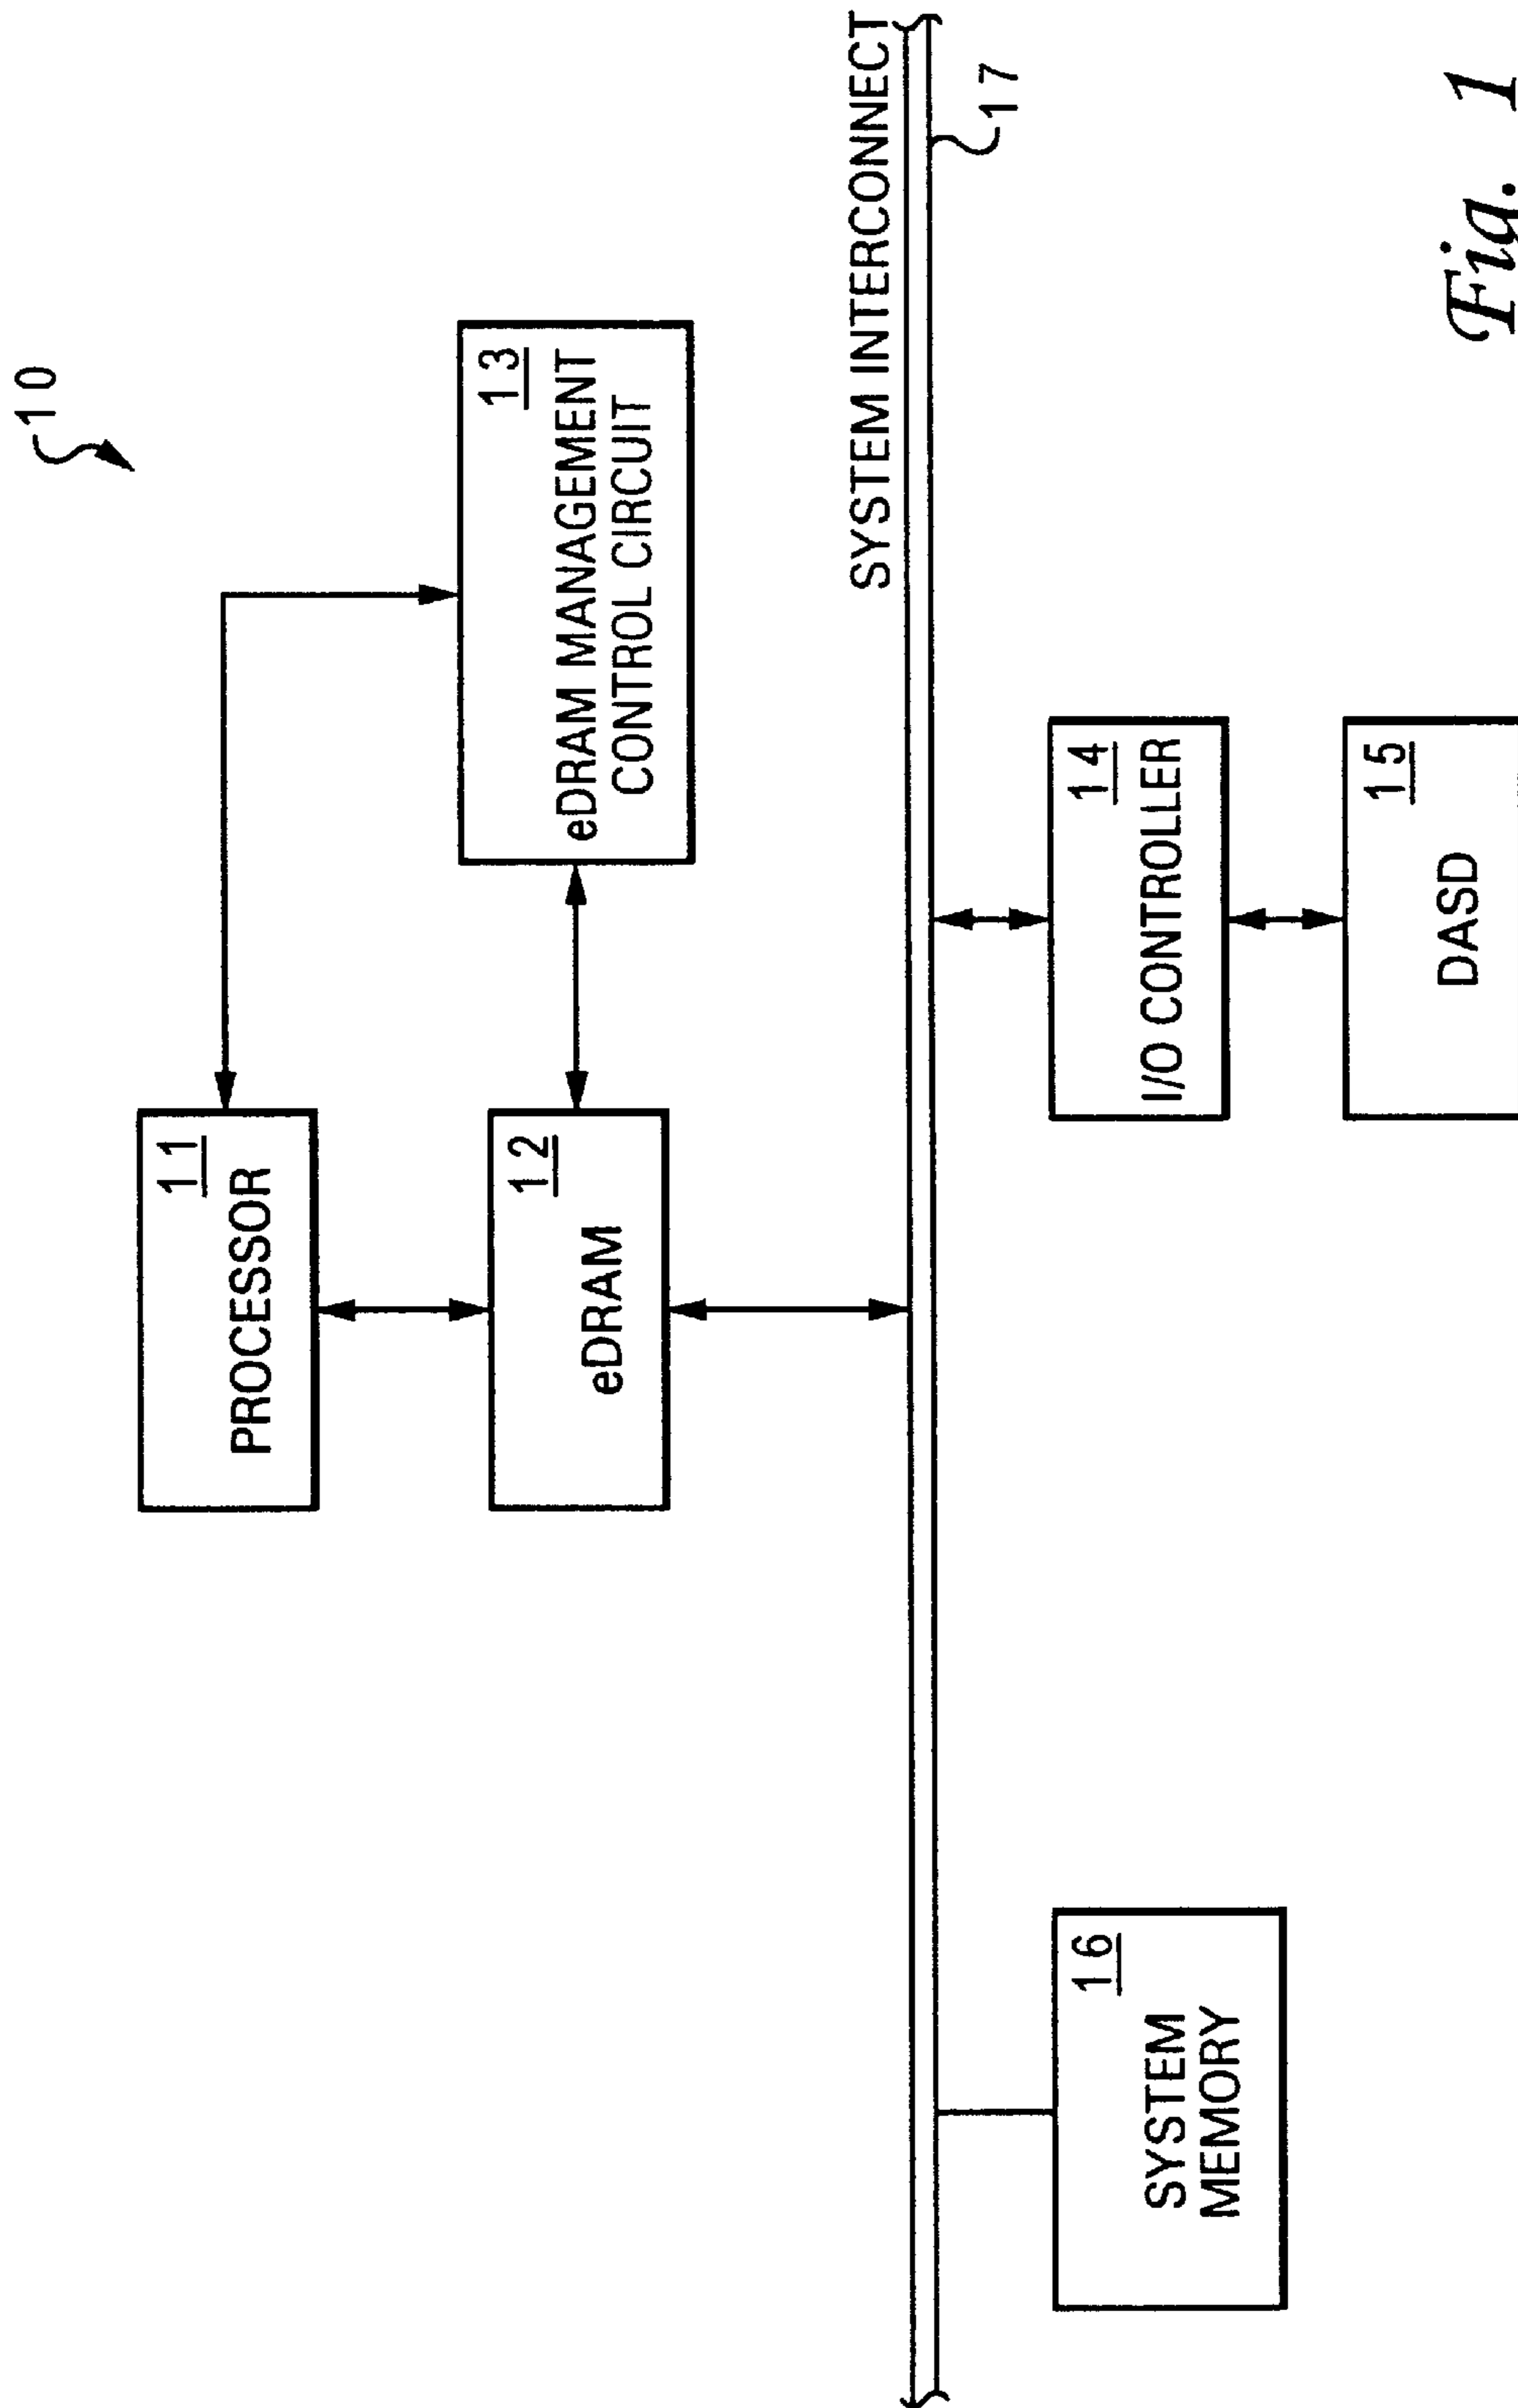 10
11
PROCESSOR
13
eDRAM MANAGEMENT
CONTROL CIRCUIT
12
eDRAM
SYSTEM INTERCONNECT
17
16
SYSTEM
MEMORY
14
I/O CONTROLLER
15
DASD
Fig. 1